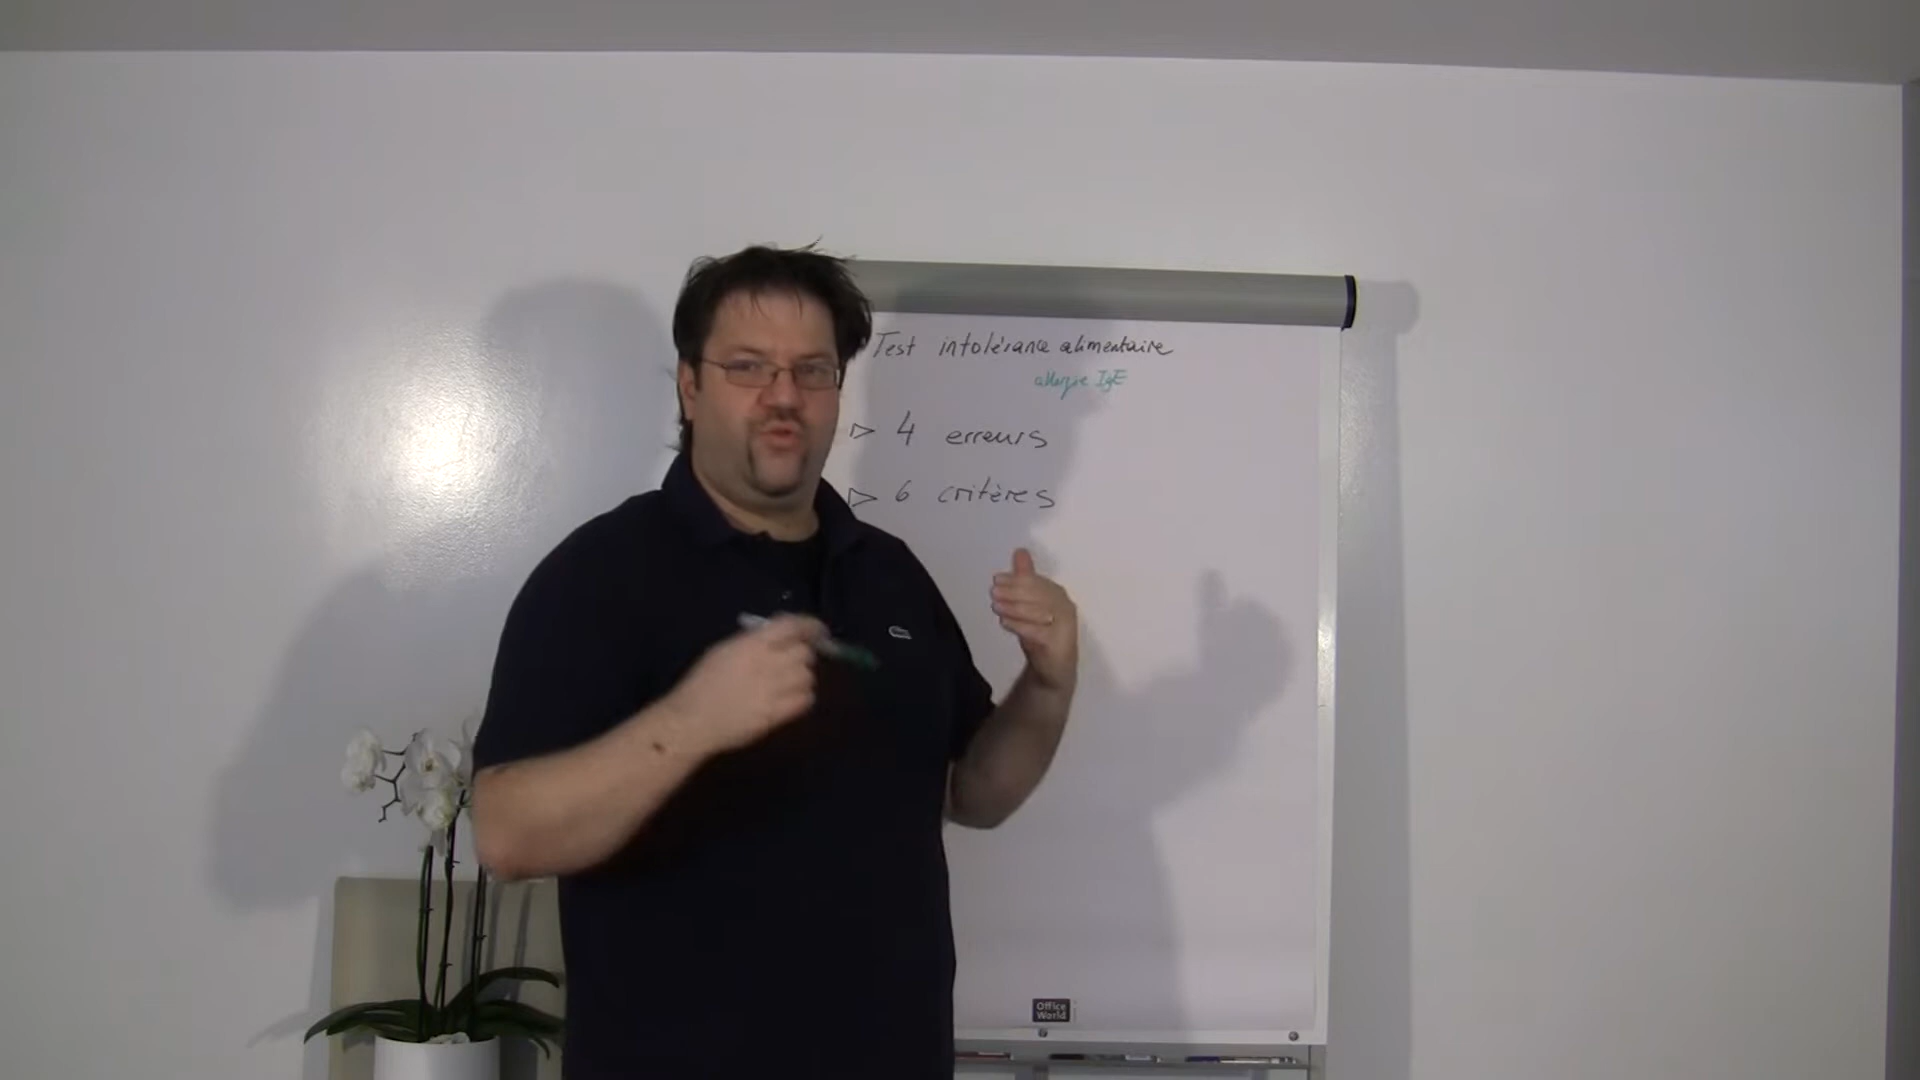 Test intolérance alimentaire
allergie IgE
▷ 4 erreurs
▷ 6 critères
Office
World